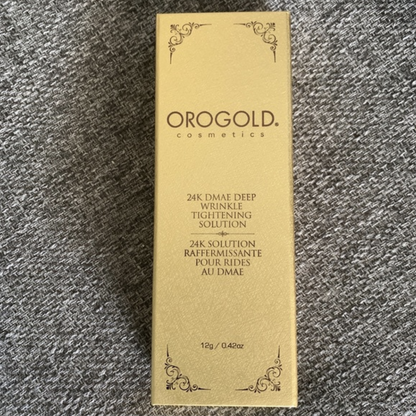 OROGOLD®
cosmetics
24K DMAE DEEP
WRINKLE
TIGHTENING
SOLUTION
24K SOLUTION
RAFFERMISSANTE
POUR RIDES
AU DMAE
12g / 0.42oz